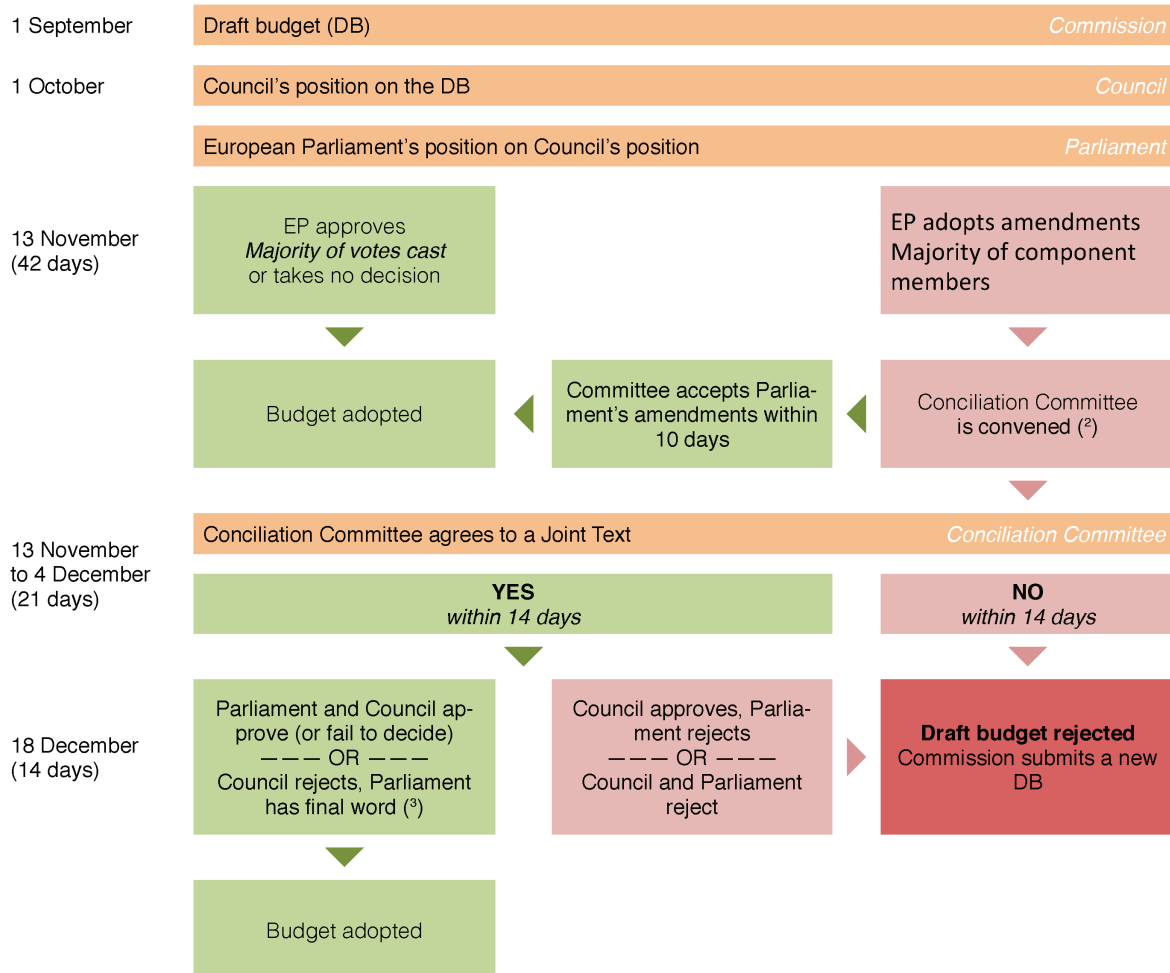 1 September
Draft budget (DB)
Commission
1 October
Council’s position on the DB
Council
European Parliament’s position on Council’s position
Parliament
13 November
(42 days)
EP approves
Majority of votes cast
or takes no decision
EP adopts amendments
Majority of component
members
Budget adopted
Committee accepts Parlia-
ment’s amendments within
10 days
Conciliation Committee
is convened (²)
13 November
to 4 December
(21 days)
Conciliation Committee agrees to a Joint Text
Conciliation Committee
YES
within 14 days
NO
within 14 days
18 December
(14 days)
Parliament and Council ap-
prove (or fail to decide)
— — — OR — — —
Council rejects, Parliament
has final word (³)
Council approves, Parlia-
ment rejects
— — — OR — — —
Council and Parliament
reject
Draft budget rejected
Commission submits a new
DB
Budget adopted